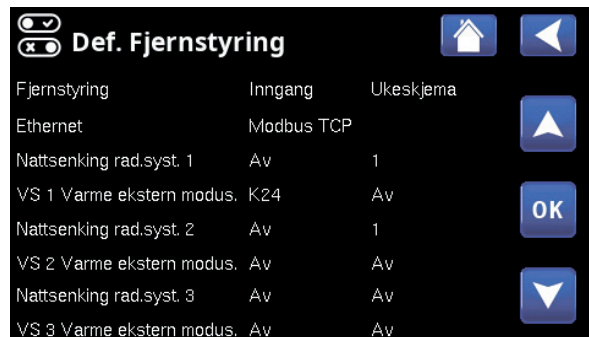 Def. Fjernstyring
Fjernstyring Inngang Ukeskjema
Ethernet Modbus TCP
Nattsenking rad.syst. 1 Av 1
VS 1 Varme ekstern modus. K24 Av
Nattsenking rad.syst. 2 Av 1
VS 2 Varme ekstern modus. Av Av
Nattsenking rad.syst. 3 Av Av
VS 3 Varme ekstern modus. Av Av
OK